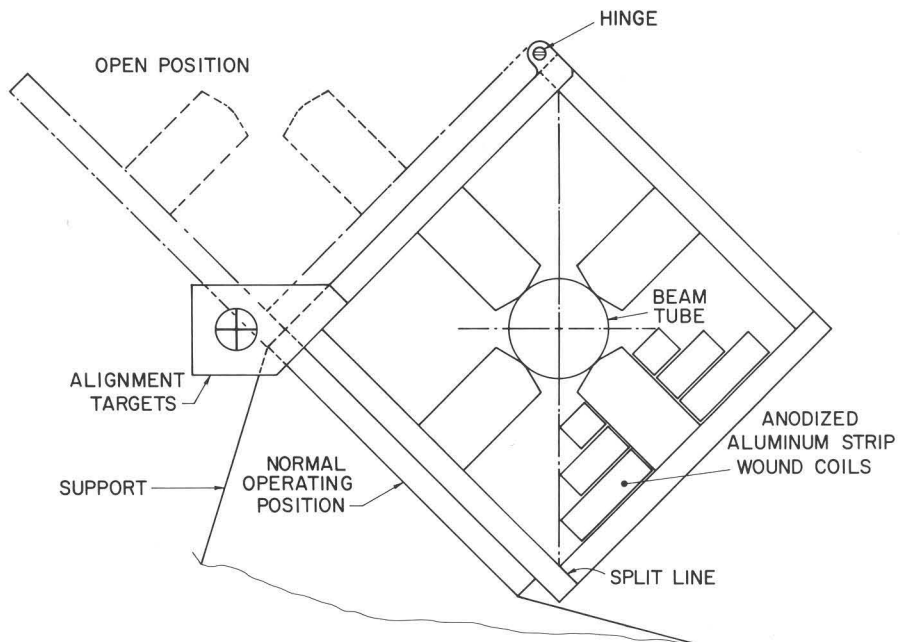 HINGE
OPEN POSITION
BEAM
TUBE
ALIGNMENT
TARGETS
ANODIZED
ALUMINUM STRIP
WOUND COILS
NORMAL
OPERATING
POSITION
SUPPORT
SPLIT LINE